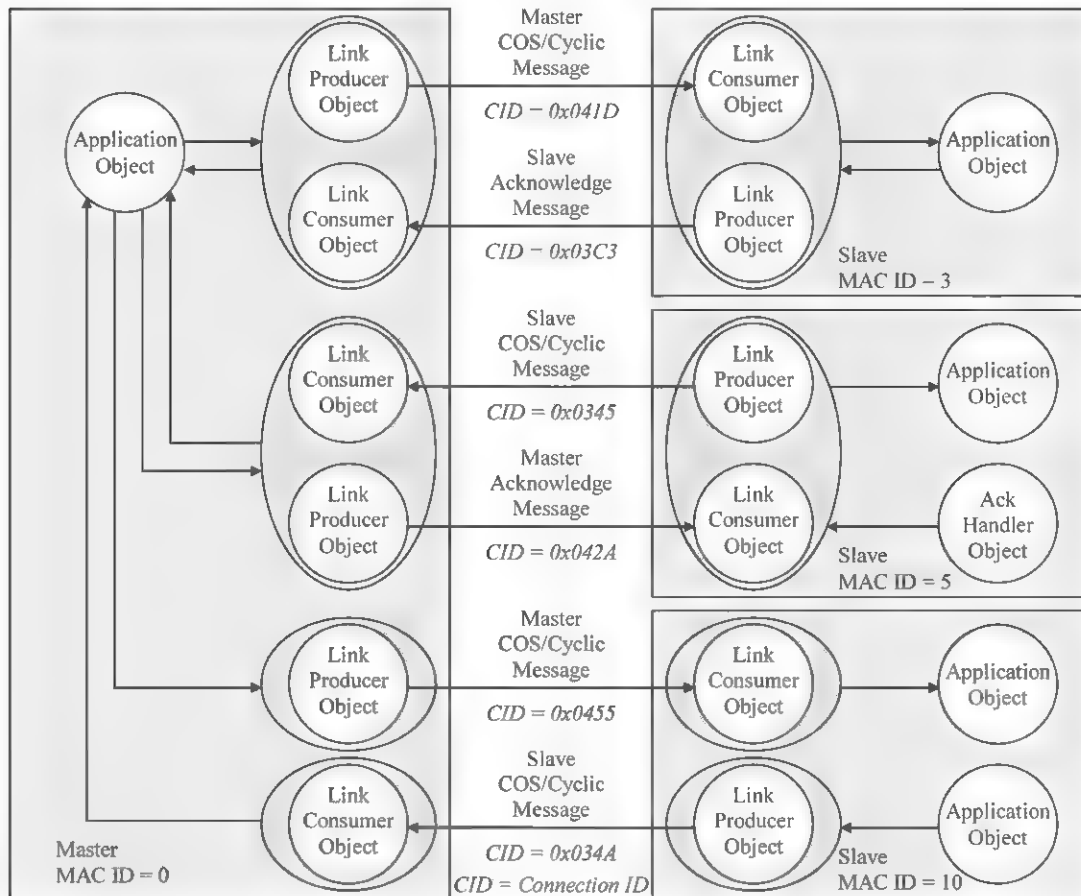 Application
Object
Link
Producer
Object
Link
Consumer
Object
Master
COS/Cyclic
Message
CID – 0x041D
Slave
Acknowledge
Message
CID – 0x03C3
Link
Consumer
Object
Link
Producer
Object
Application
Object
Slave
MAC ID – 3
Link
Consumer
Object
Link
Producer
Object
Slave
COS/Cyclic
Message
CID = 0x0345
Master
Acknowledge
Message
CID = 0x042A
Link
Producer
Object
Link
Consumer
Object
Application
Object
Ack
Handler
Object
Slave
MAC ID = 5
Link
Producer
Object
Master
COS/Cyclic
Message
CID = 0x0455
Link
Consumer
Object
Application
Object
Link
Consumer
Object
Slave
COS/Cyclic
Message
CID = 0x034A
Link
Producer
Object
Application
Object
Slave
MAC ID = 10
Master
MAC ID = 0
CID = Connection ID